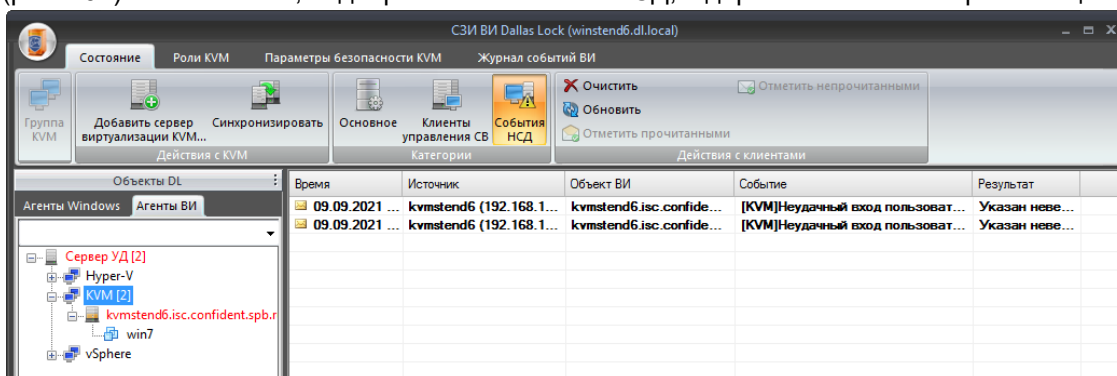 СЗИ ВИ Dallas Lock (winstend6.dl.local)
Состояние Роли KVM Параметры безопасности KVM Журнал событий ВИ
Группа KVM
Добавить сервер виртуализации KVM...
Синхронизировать
Действия с KVM
Основное
Клиенты управления СВ
События НСД
Категории
Очистить
Обновить
Отметить прочитанными
Отметить непрочитанными
Действия с клиентами
Объекты DL
Агенты Windows Агенты ВИ
Сервер УД [2]
Hyper-V
KVM [2]
kvmstend6.isc.confident.spb.r
win7
vSphere
Время Источник Объект ВИ Событие Результат
09.09.2021 ... kvmstend6 (192.168.1... kvmstend6.isc.confide... [KVM]Неудачный вход пользоват... Указан неве...
09.09.2021 ... kvmstend6 (192.168.1... kvmstend6.isc.confide... [KVM]Неудачный вход пользоват... Указан неве...